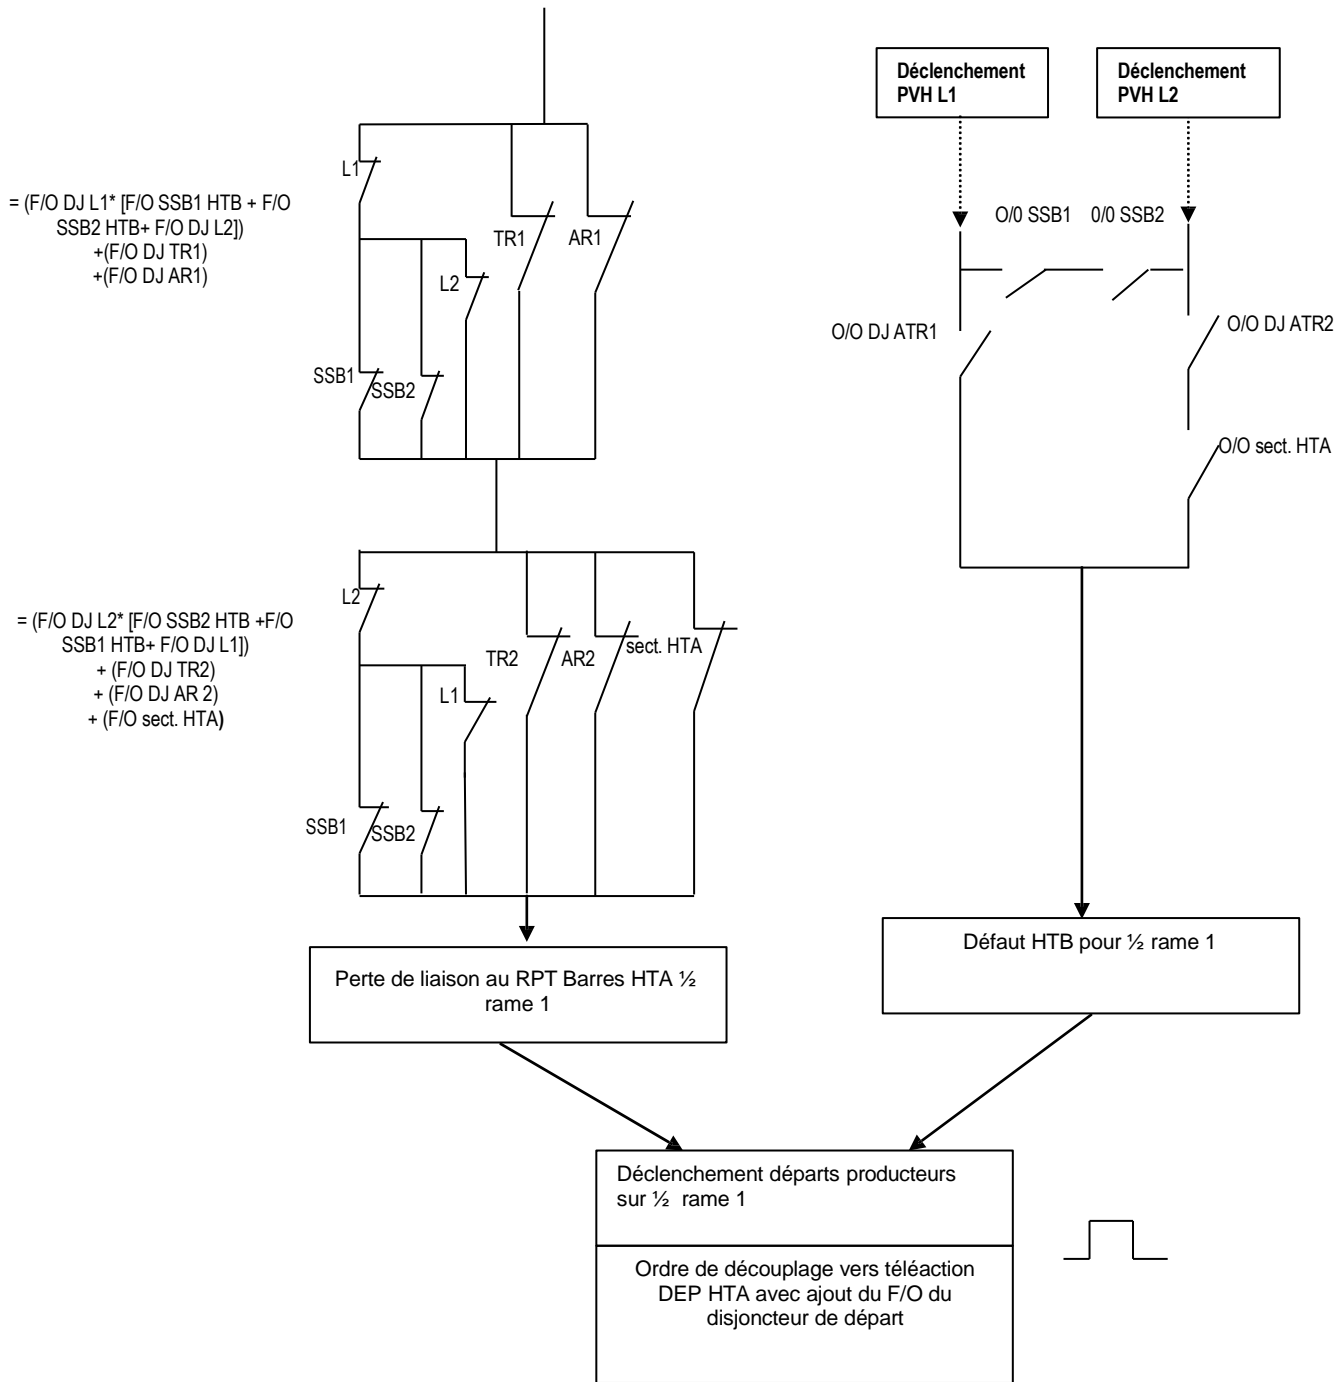 Déclenchement
PVH L1
Déclenchement
PVH L2
L1
= (F/O DJ L1* [F/O SSB1 HTB + F/O
SSB2 HTB+ F/O DJ L2])
+(F/O DJ TR1)
+(F/O DJ AR1)
TR1
AR1
L2
SSB1
SSB2
O/0 SSB1
0/0 SSB2
O/O DJ ATR1
O/O DJ ATR2
O/O sect. HTA
L2
= (F/O DJ L2* [F/O SSB2 HTB +F/O
SSB1 HTB+ F/O DJ L1])
+ (F/O DJ TR2)
+ (F/O DJ AR 2)
+ (F/O sect. HTA)
TR2
AR2
sect. HTA
L1
SSB1
SSB2
Perte de liaison au RPT Barres HTA ½
rame 1
Défaut HTB pour ½ rame 1
Déclenchement départs producteurs
sur ½ rame 1
Ordre de découplage vers téléaction
DEP HTA avec ajout du F/O du
disjoncteur de départ